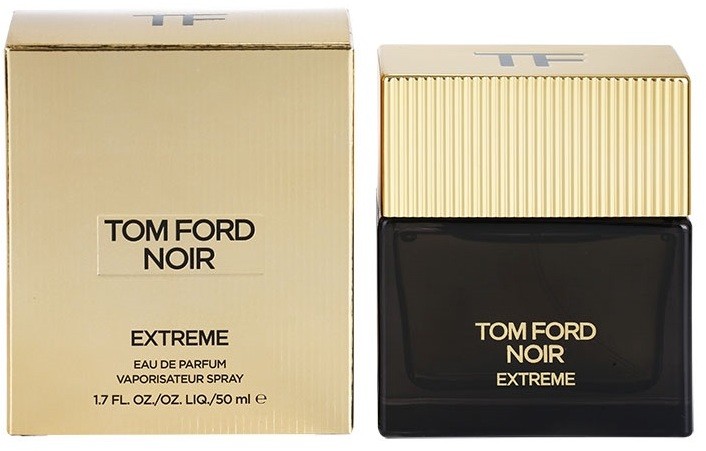 TF
TOM FORD
NOIR
EXTREME
EAU DE PARFUM
VAPORISATEUR SPRAY
1.7 FL. OZ./OZ. LIQ./50 ml ℮
TF
TOM FORD
NOIR
EXTREME